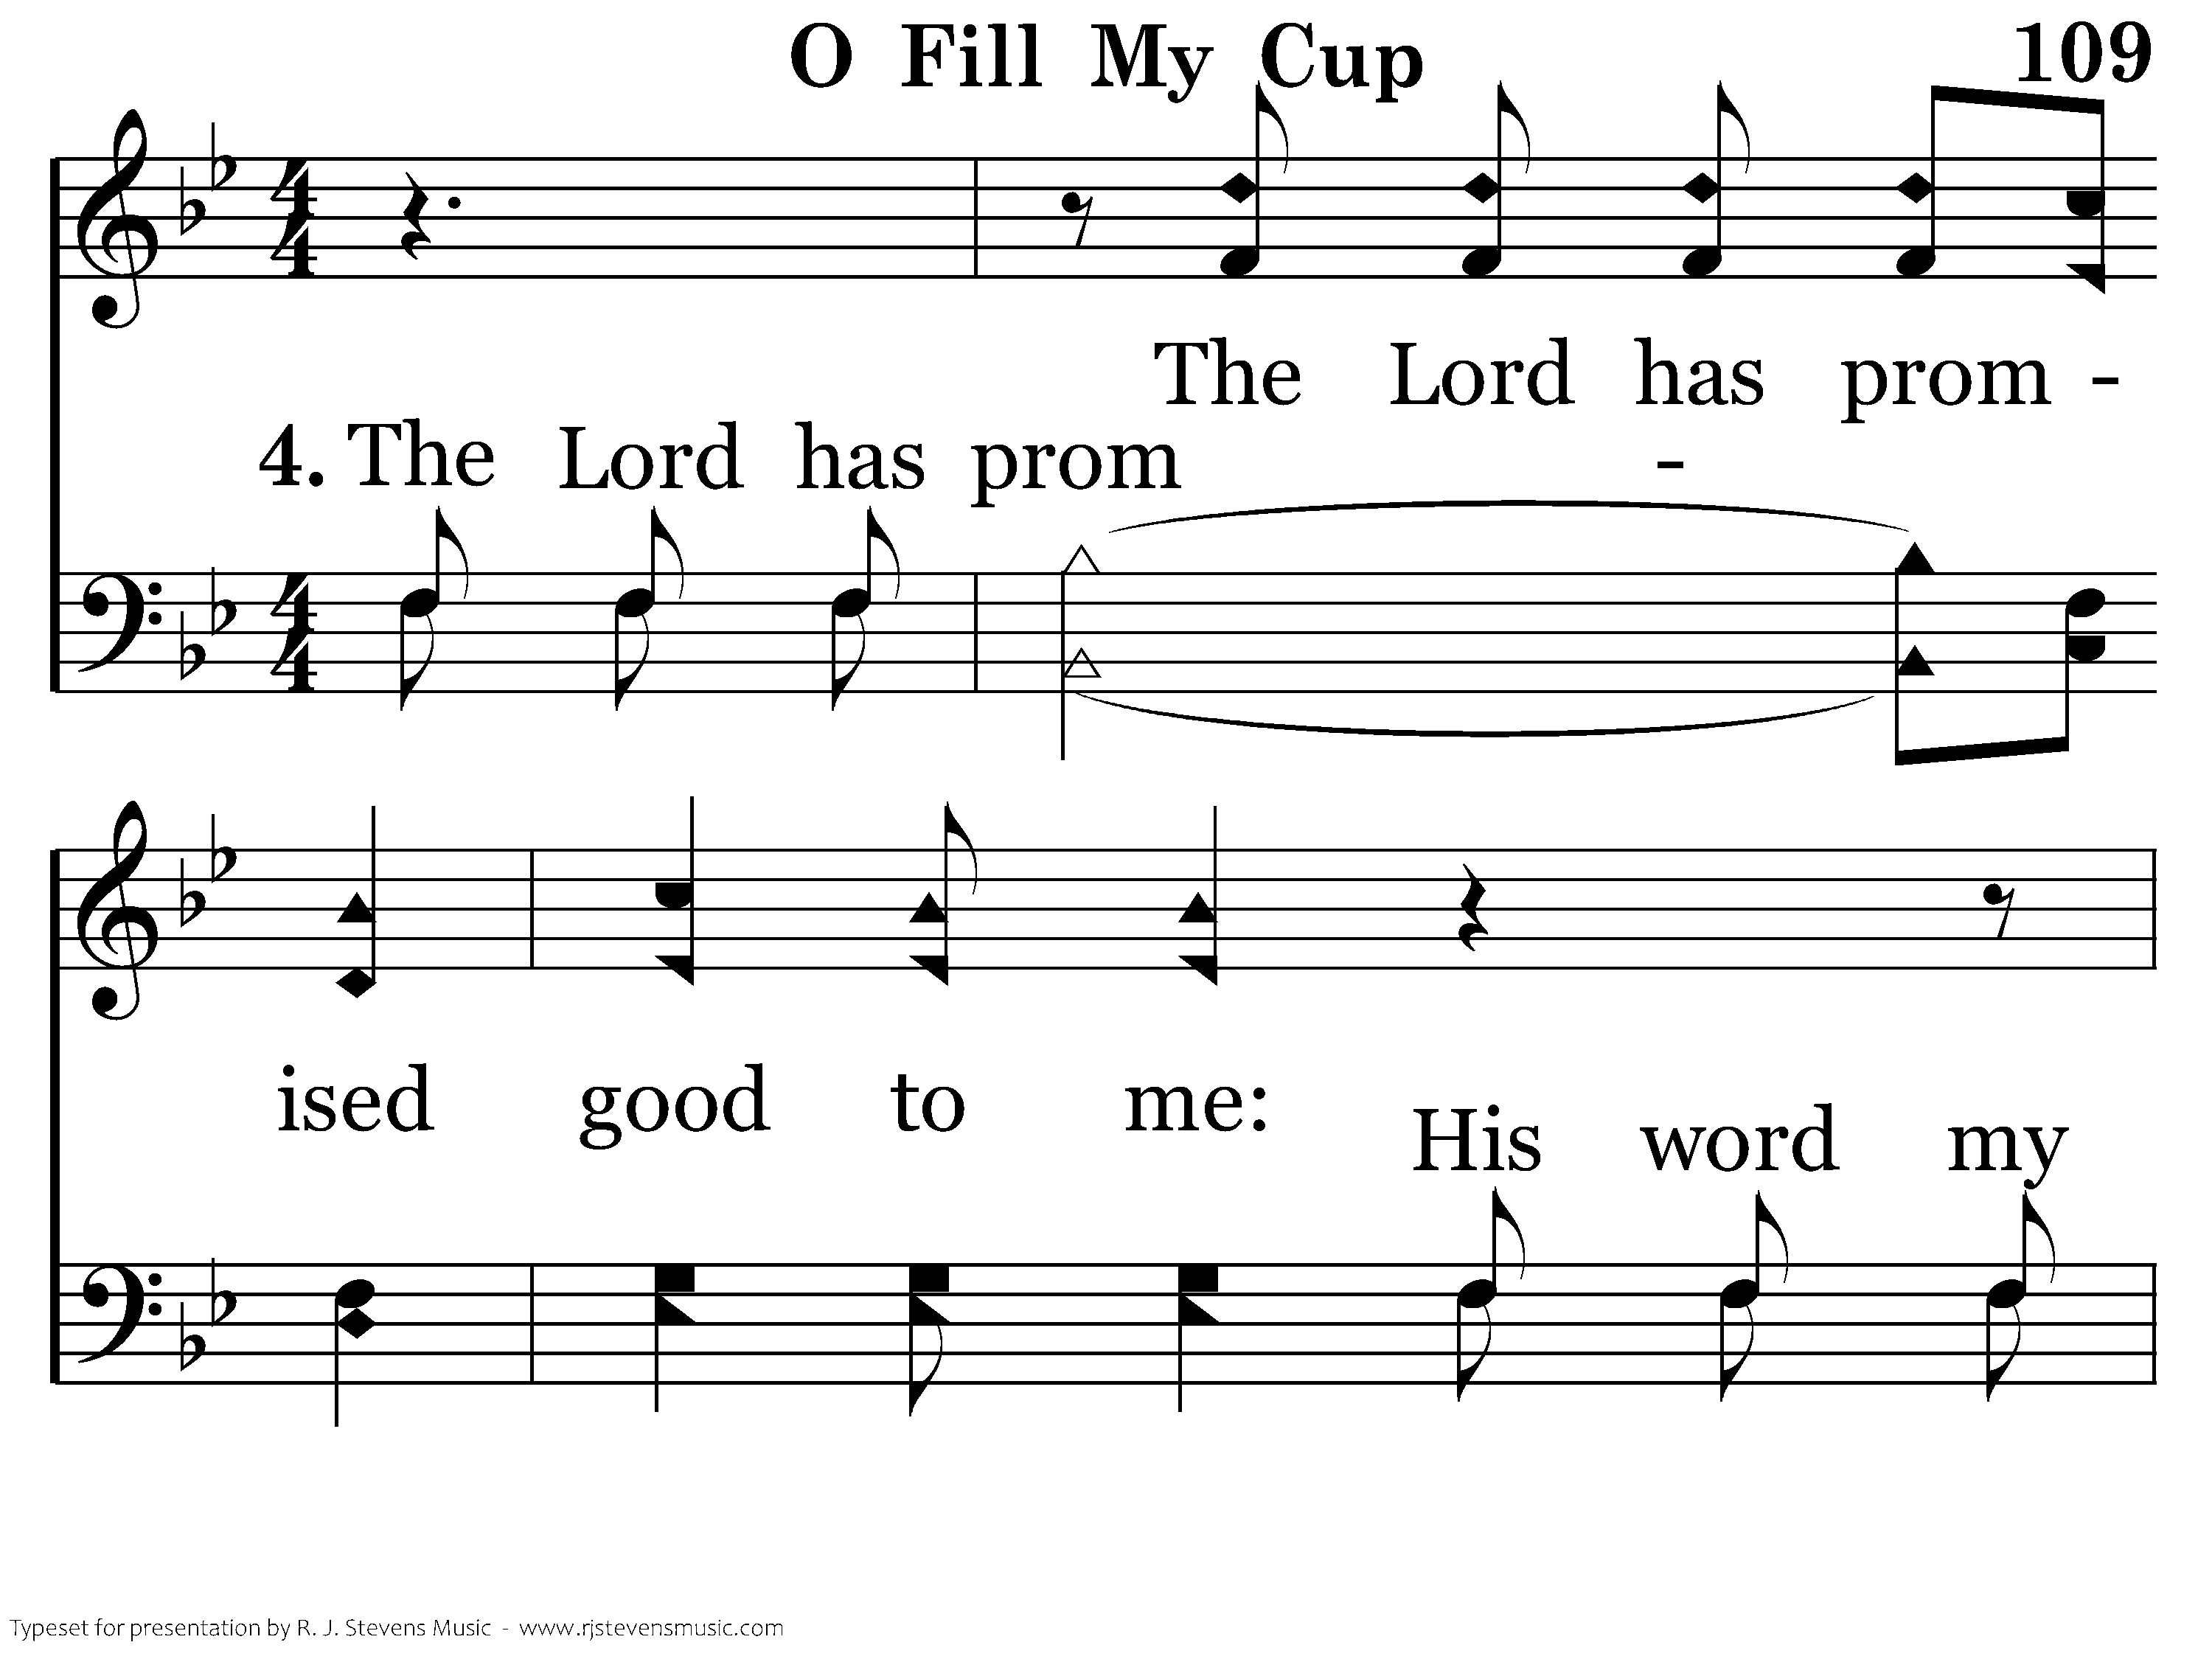 O Fill My Cup 109
The Lord has prom -
4. The Lord has prom -
ised good to me:
His word my
Typeset for presentation by R. J. Stevens Music - www.rjstevensmusic.com